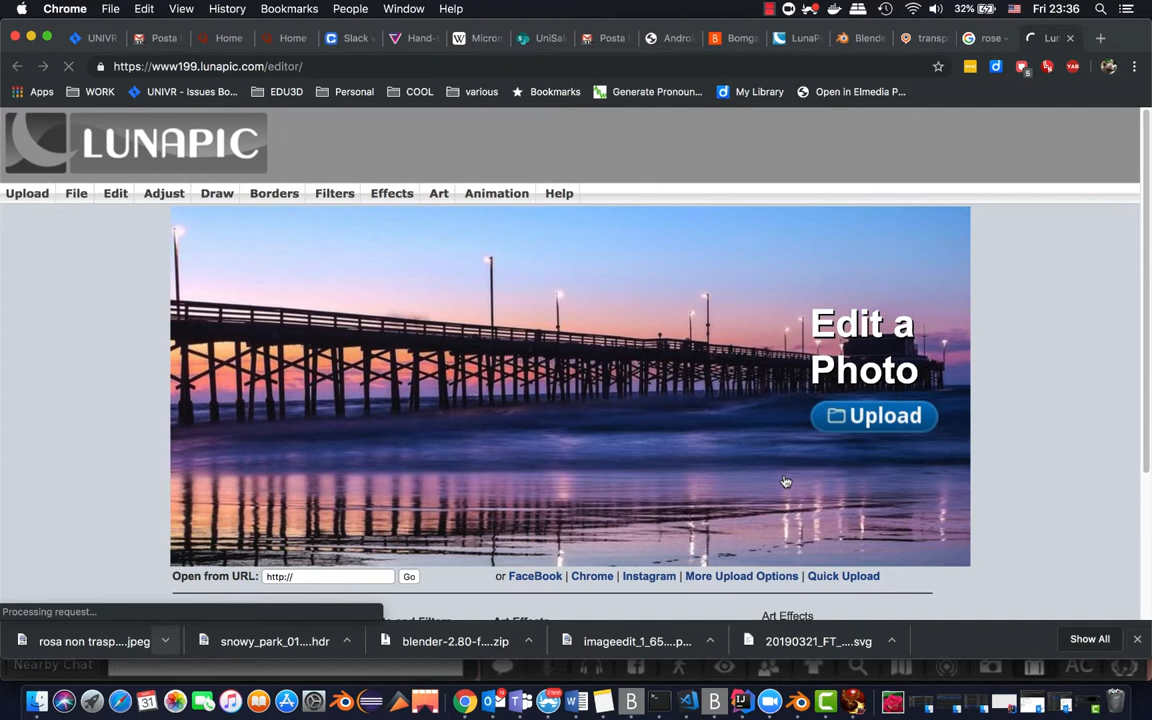 Chrome File Edit View History Bookmarks People Window Help 32% Fri 23:36
UNIVR Posta Home Home Slack Hand- Micron UniSa Posta Andro Bomga LunaP Blende transp rose - Lun
https://www199.lunapic.com/editor/
Apps WORK UNIVR - Issues Bo... EDU3D Personal COOL various Bookmarks Generate Pronoun... My Library Open in Elmedia P...
LUNAPIC
Upload File Edit Adjust Draw Borders Filters Effects Art Animation Help
Edit a
Photo
Upload
Open from URL: http:// Go or FaceBook | Chrome | Instagram | More Upload Options | Quick Upload
Processing request...
Art Effects
rosa non trasp....jpeg snowy_park_01....hdr blender-2.80-f....zip imageedit_1_65....p... 20190321_FT_....svg Show All
Nearby Chat